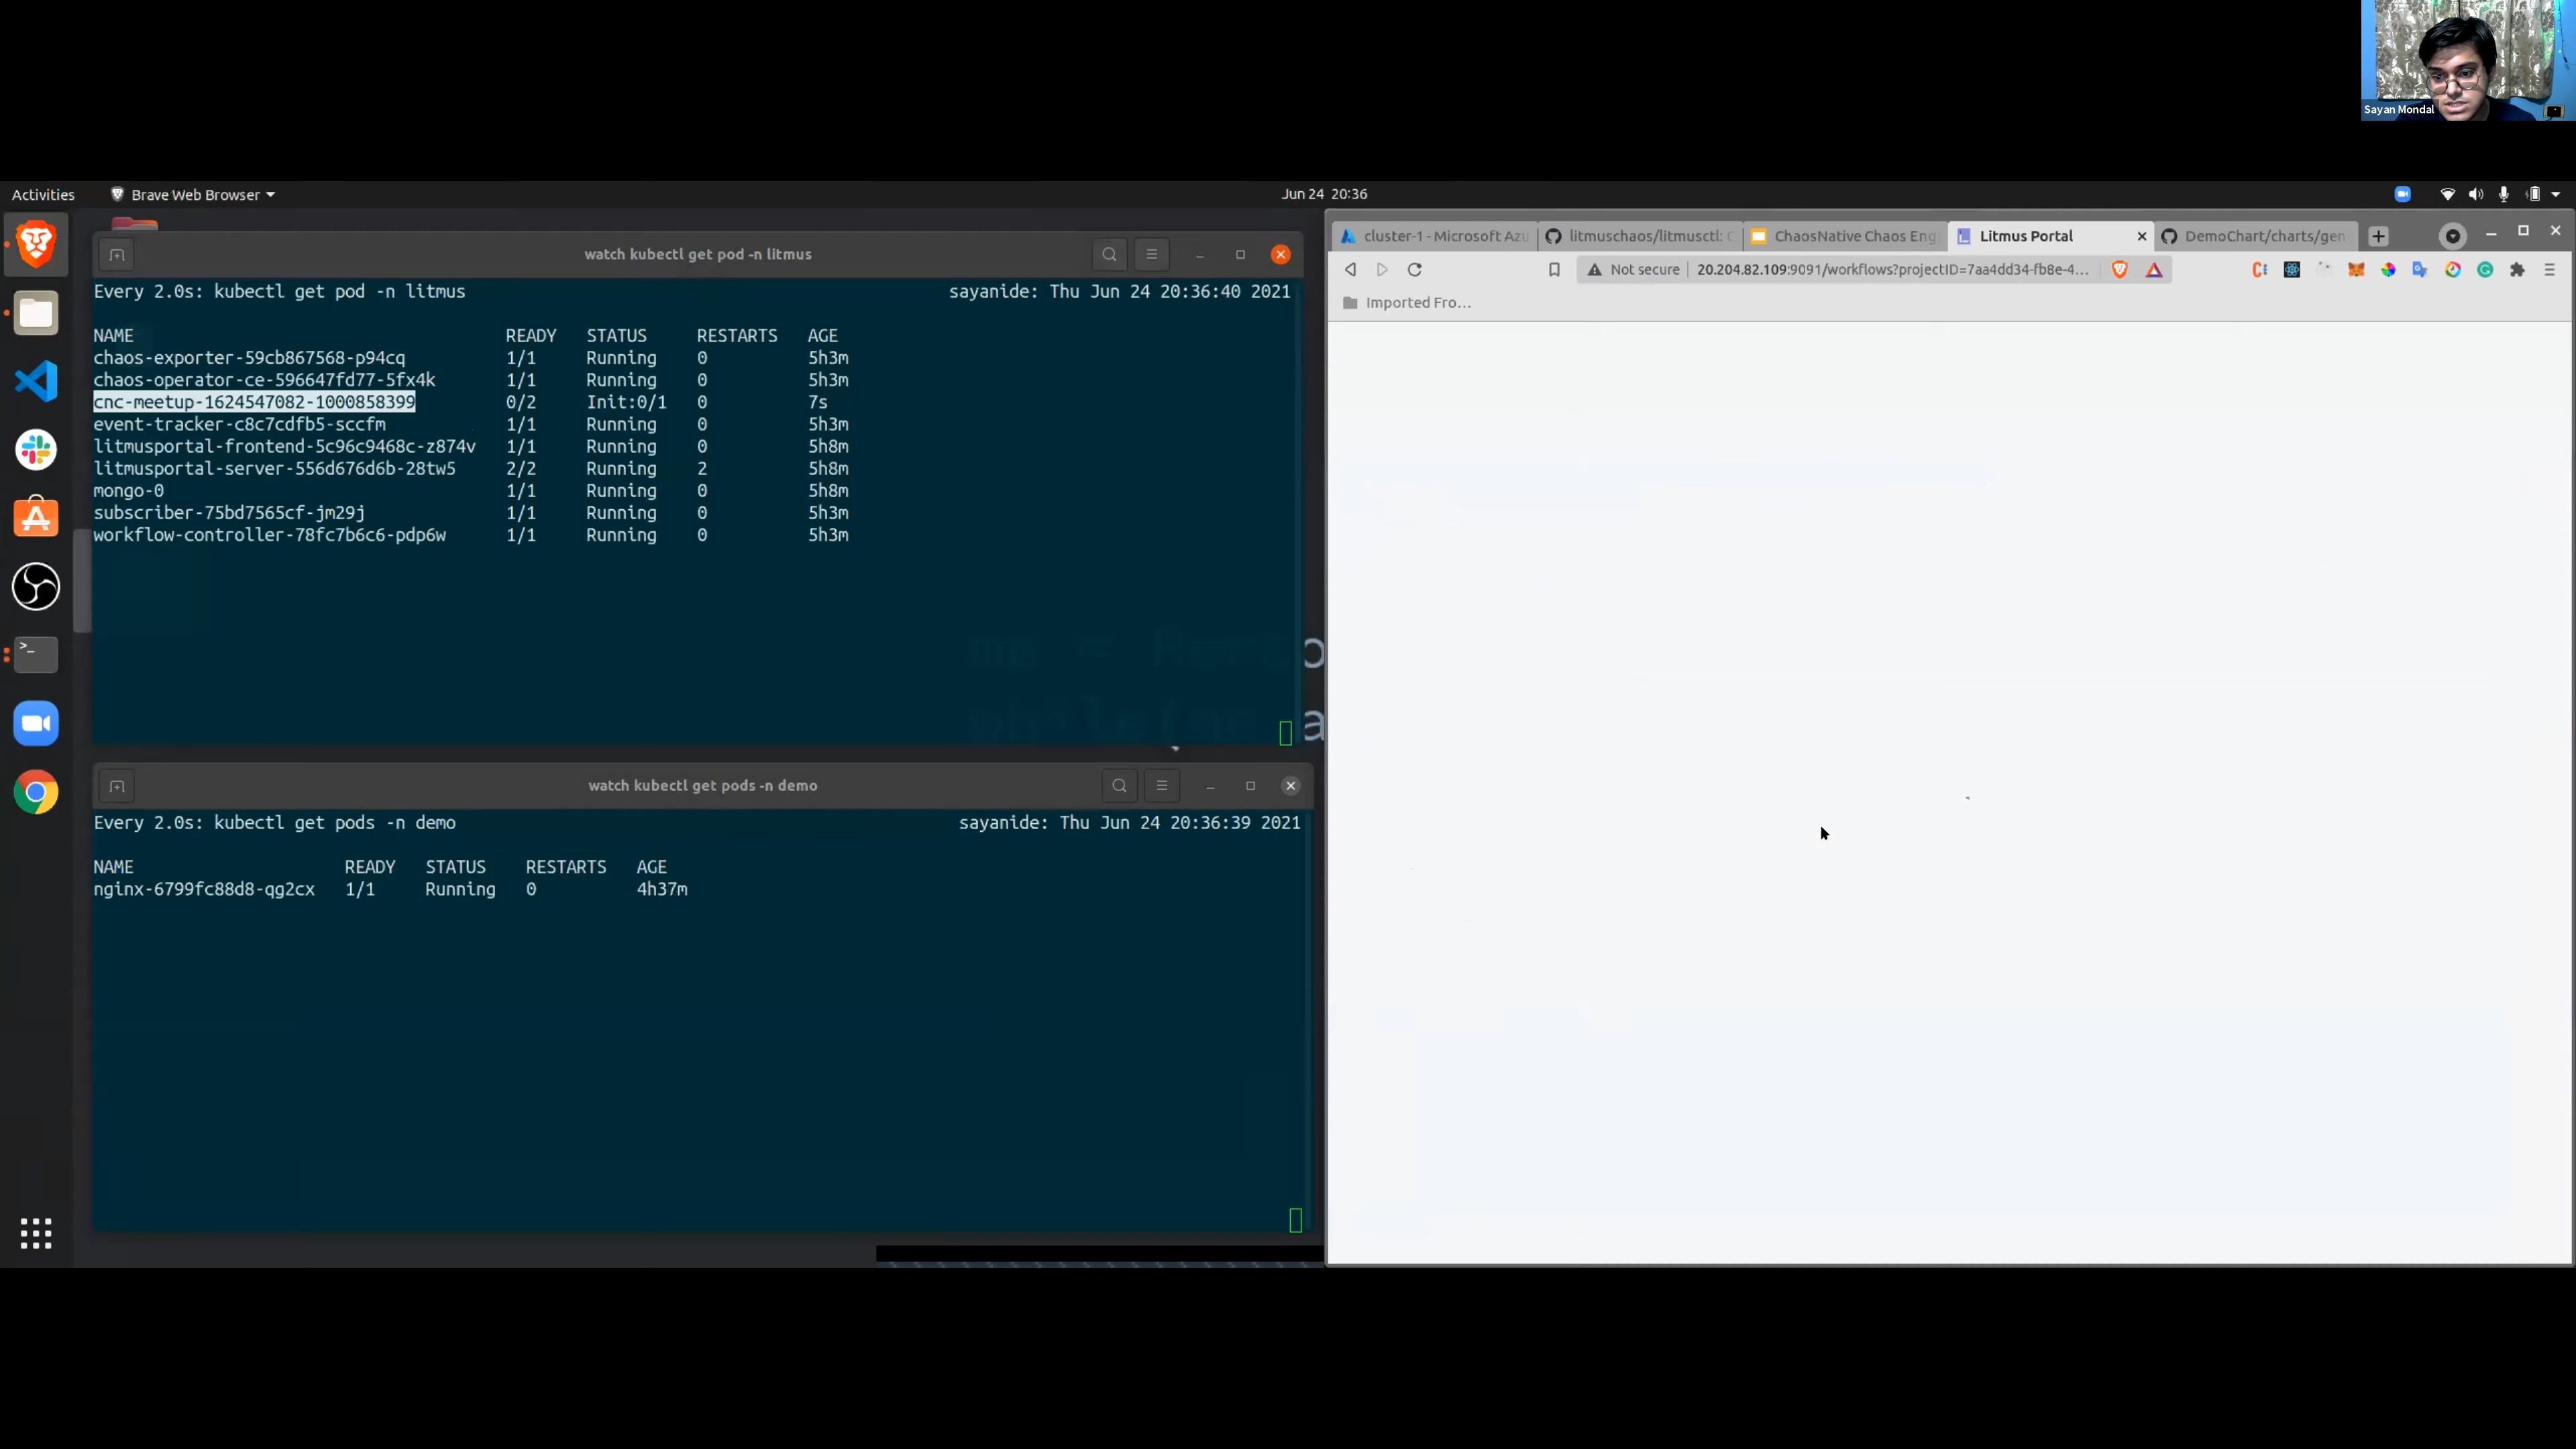 Sayan Mondal
Activities
Brave Web Browser
Jun 24 20:36
watch kubectl get pod -n litmus
Every 2.0s: kubectl get pod -n litmus sayanide: Thu Jun 24 20:36:40 2021
NAME READY STATUS RESTARTS AGE
chaos-exporter-59cb867568-p94cq 1/1 Running 0 5h3m
chaos-operator-ce-596647fd77-5fx4k 1/1 Running 0 5h3m
cnc-meetup-1624547082-1000858399 0/2 Init:0/1 0 7s
event-tracker-c8c7cdfb5-sccfm 1/1 Running 0 5h3m
litmusportal-frontend-5c96c9468c-z874v 1/1 Running 0 5h8m
litmusportal-server-556d676d6b-28tw5 2/2 Running 2 5h8m
mongo-0 1/1 Running 0 5h8m
subscriber-75bd7565cf-jm29j 1/1 Running 0 5h3m
workflow-controller-78fc7b6c6-pdp6w 1/1 Running 0 5h3m
watch kubectl get pods -n demo
Every 2.0s: kubectl get pods -n demo sayanide: Thu Jun 24 20:36:39 2021
NAME READY STATUS RESTARTS AGE
nginx-6799fc88d8-qg2cx 1/1 Running 0 4h37m
cluster-1 - Microsoft Azu
litmuschaos/litmusctl: C
ChaosNative Chaos Eng
Litmus Portal
DemoChart/charts/gen
Not secure
20.204.82.109:9091/workflows?projectID=7aa4dd34-fb8e-4...
Imported Fro...